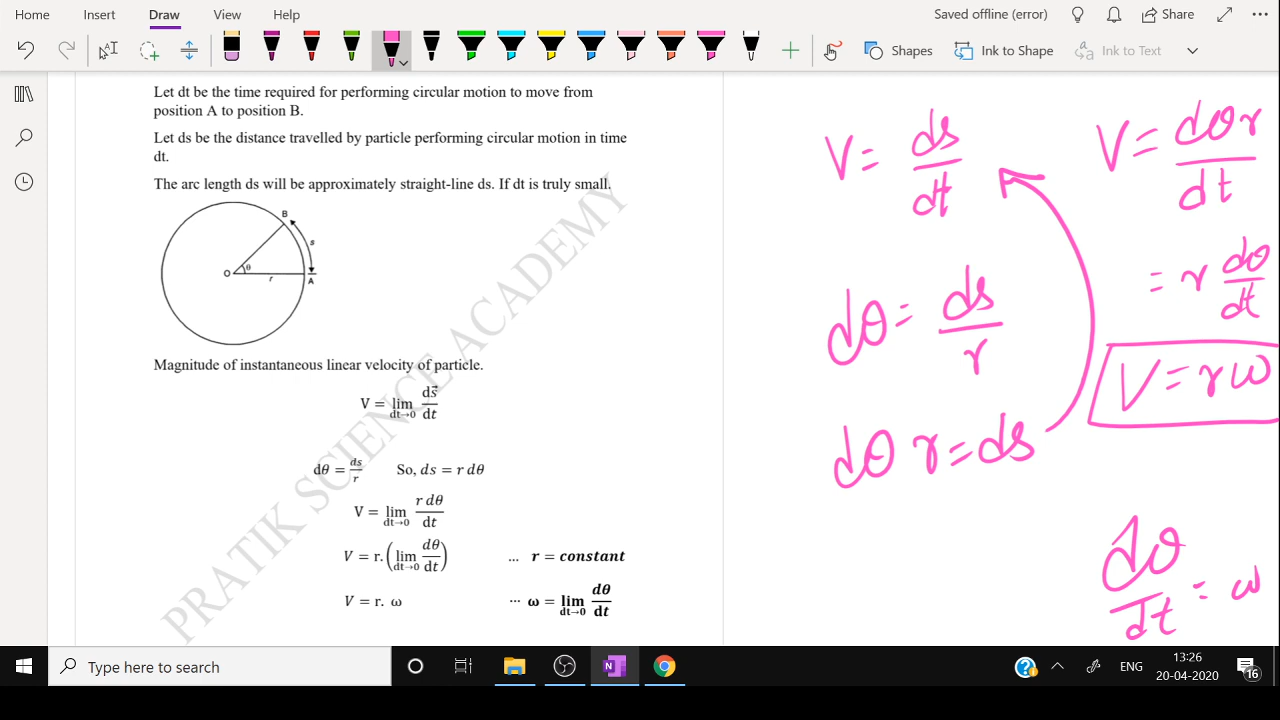 Home Insert Draw View Help Saved offline (error) Share
Shapes Ink to Shape Ink to Text
Let dt be the time required for performing circular motion to move from
position A to position B.
Let ds be the distance travelled by particle performing circular motion in time
dt.
The arc length ds will be approximately straight-line ds. If dt is truly small.
B
s
O θ
r
A
Magnitude of instantaneous linear velocity of particle.
V = lim dt→0 ds⃗/dt
dθ = ds/r So, ds = r dθ
V = lim dt→0 r dθ/dt
V = r. (lim dt→0 dθ/dt) ... r = constant
V = r. ω ... ω = lim dt→0 dθ/dt
PRATIK SCIENCE ACADEMY
V = ds/dt
dθ = ds/r
dθ r = ds
V = dθr/dt
= r dθ/dt
V = rω
dθ/dt = ω
Type here to search
N
ENG
13:26
20-04-2020
16